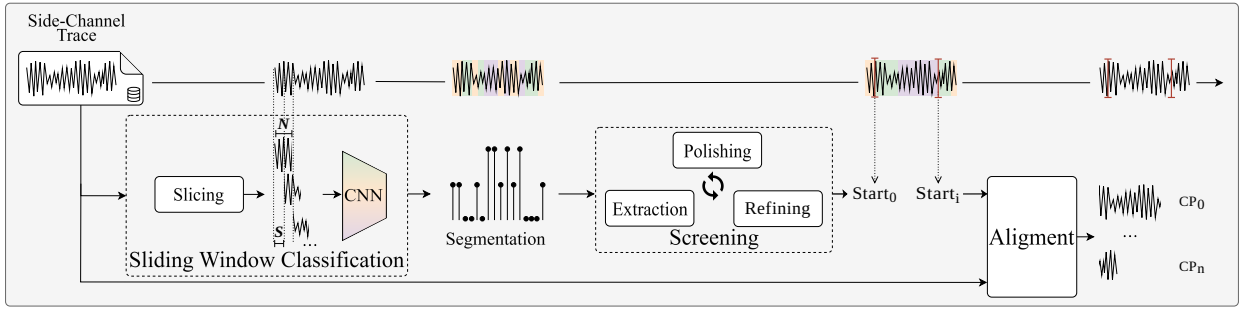 Side-Channel
Trace
N
Slicing
CNN
S
...
Sliding Window Classification
Segmentation
Polishing
Extraction
Refining
Screening
Start0
Starti
Aligment
CP0
...
CPn